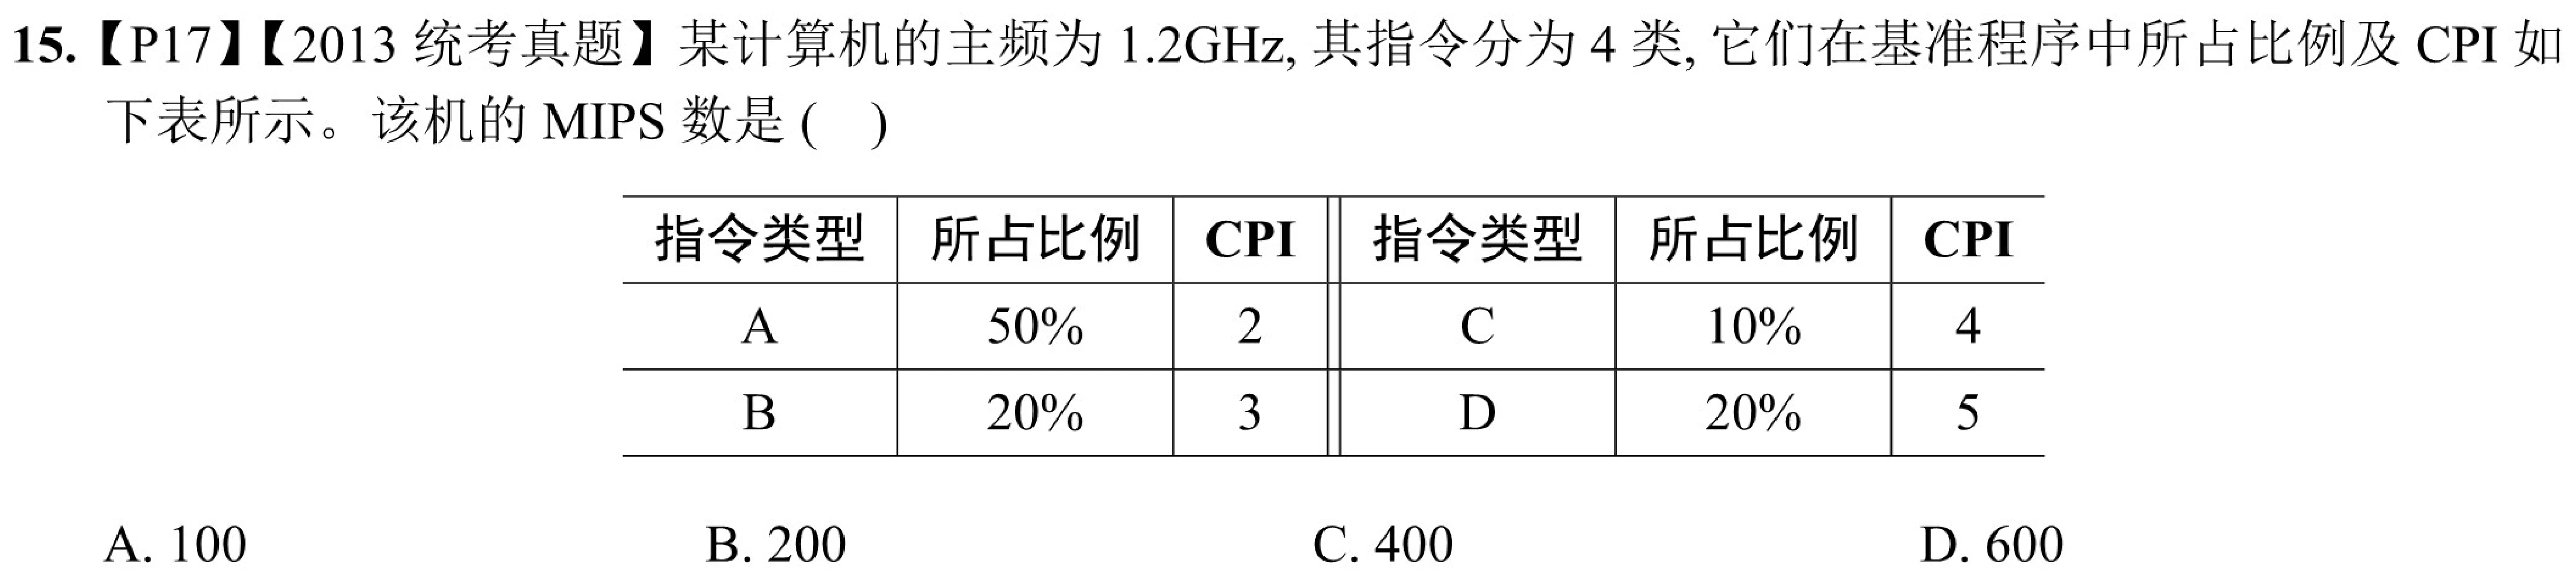 15.【P17】【2013 统考真题】某计算机的主频为 1.2GHz, 其指令分为 4 类, 它们在基准程序中所占比例及 CPI 如
下表所示。该机的 MIPS 数是 (    )
指令类型 所占比例 CPI 指令类型 所占比例 CPI
A 50% 2 C 10% 4
B 20% 3 D 20% 5
A. 100 B. 200 C. 400 D. 600